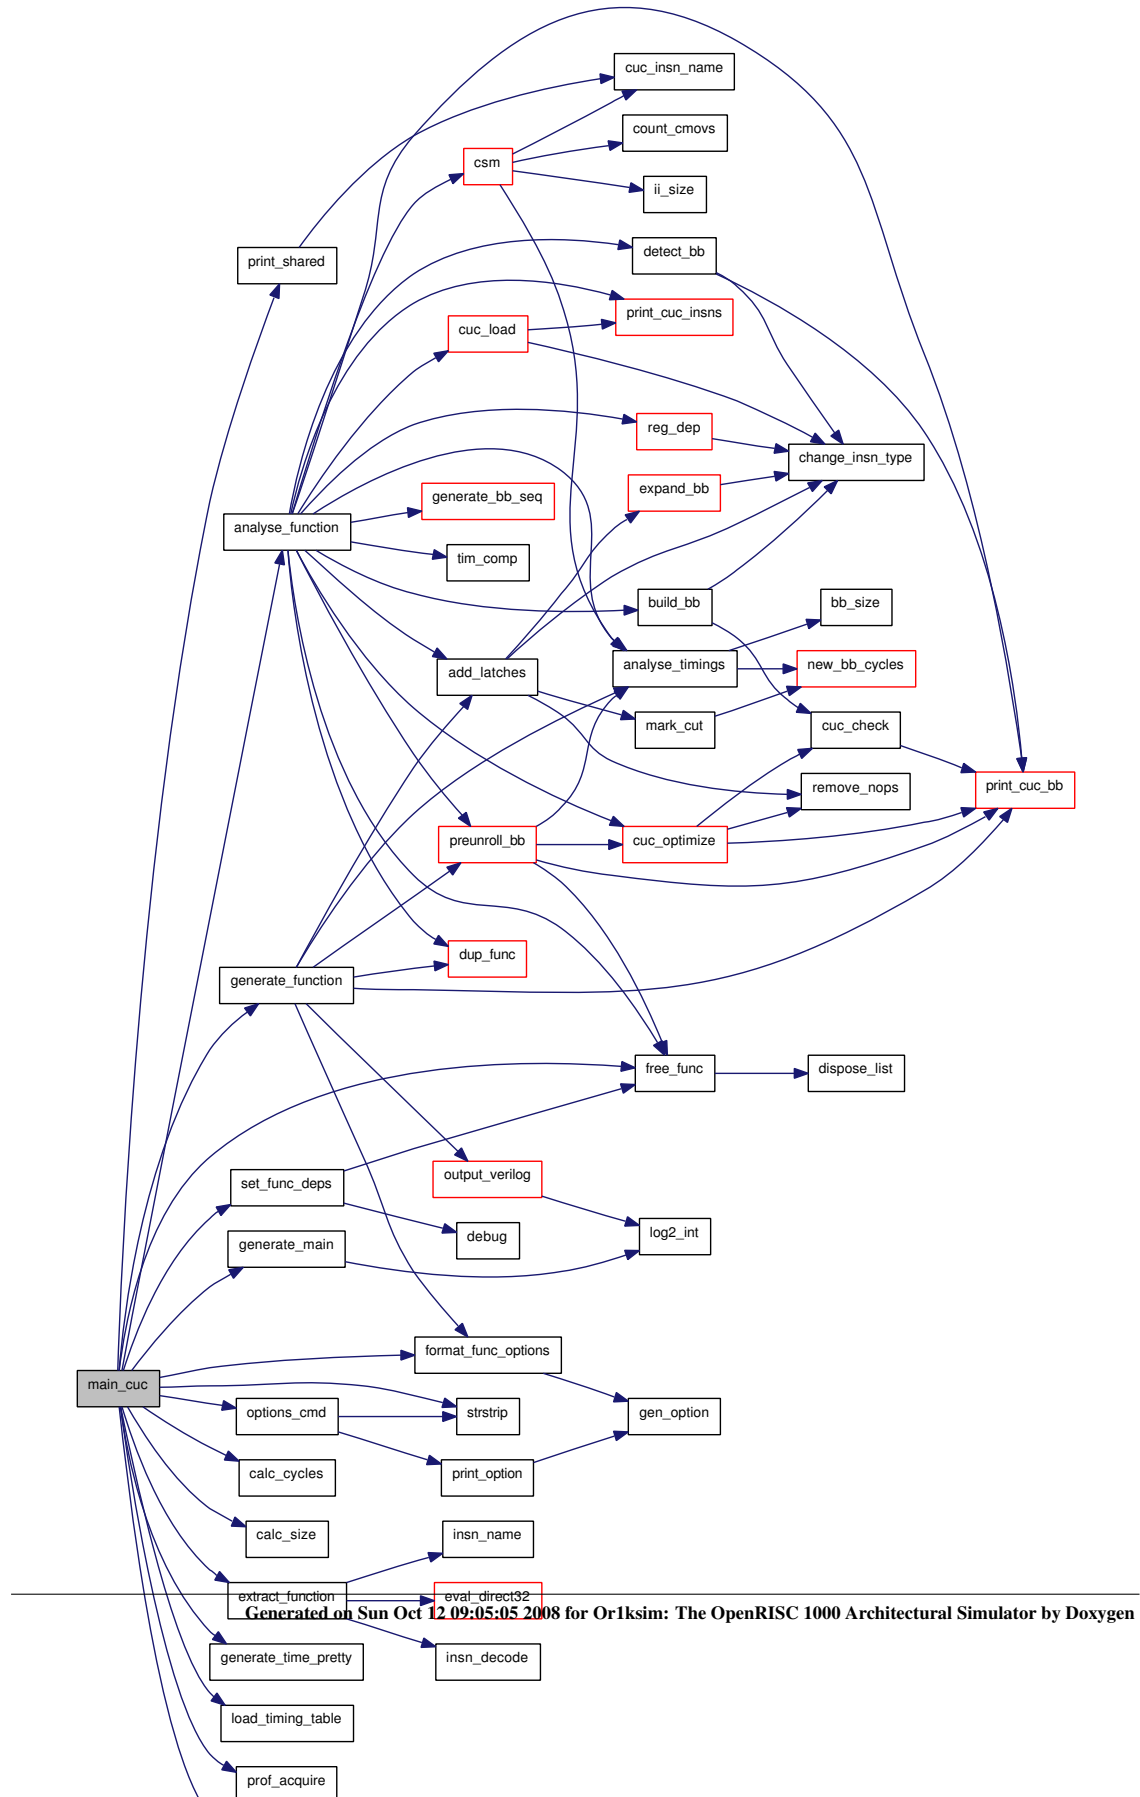 cuc_insn_name
count_cmovs
csm
ii_size
detect_bb
print_shared
print_cuc_insns
cuc_load
reg_dep
change_insn_type
expand_bb
generate_bb_seq
analyse_function
tim_comp
build_bb
bb_size
analyse_timings
new_bb_cycles
add_latches
mark_cut
cuc_check
print_cuc_bb
remove_nops
preunroll_bb
cuc_optimize
dup_func
generate_function
free_func
dispose_list
output_verilog
set_func_deps
log2_int
debug
generate_main
format_func_options
main_cuc
options_cmd
strstrip
gen_option
calc_cycles
print_option
calc_size
insn_name
extract_function
eval_direct32
Generated on Sun Oct 12 09:05:05 2008 for Or1ksim: The OpenRISC 1000 Architectural Simulator by Doxygen
generate_time_pretty
insn_decode
load_timing_table
prof_acquire